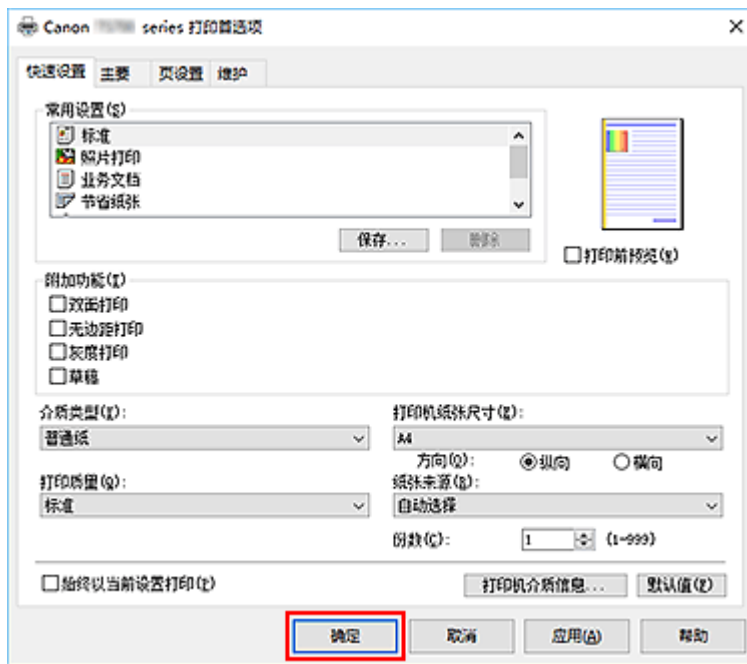 Canon series 打印首选项
快速设置 主要 页设置 维护
常用设置(S)
标准
照片打印
业务文档
节省纸张
保存... 删除
打印前预览(W)
附加功能(I)
双面打印
无边距打印
灰度打印
草稿
介质类型(Y): 打印机纸张尺寸(Z):
普通纸 A4
方向(O): 纵向 横向
打印质量(Q): 纸张来源(R):
标准 自动选择
份数(C): 1 (1-999)
始终以当前设置打印(P)
打印机介质信息... 默认值(F)
确定 取消 应用(A) 帮助